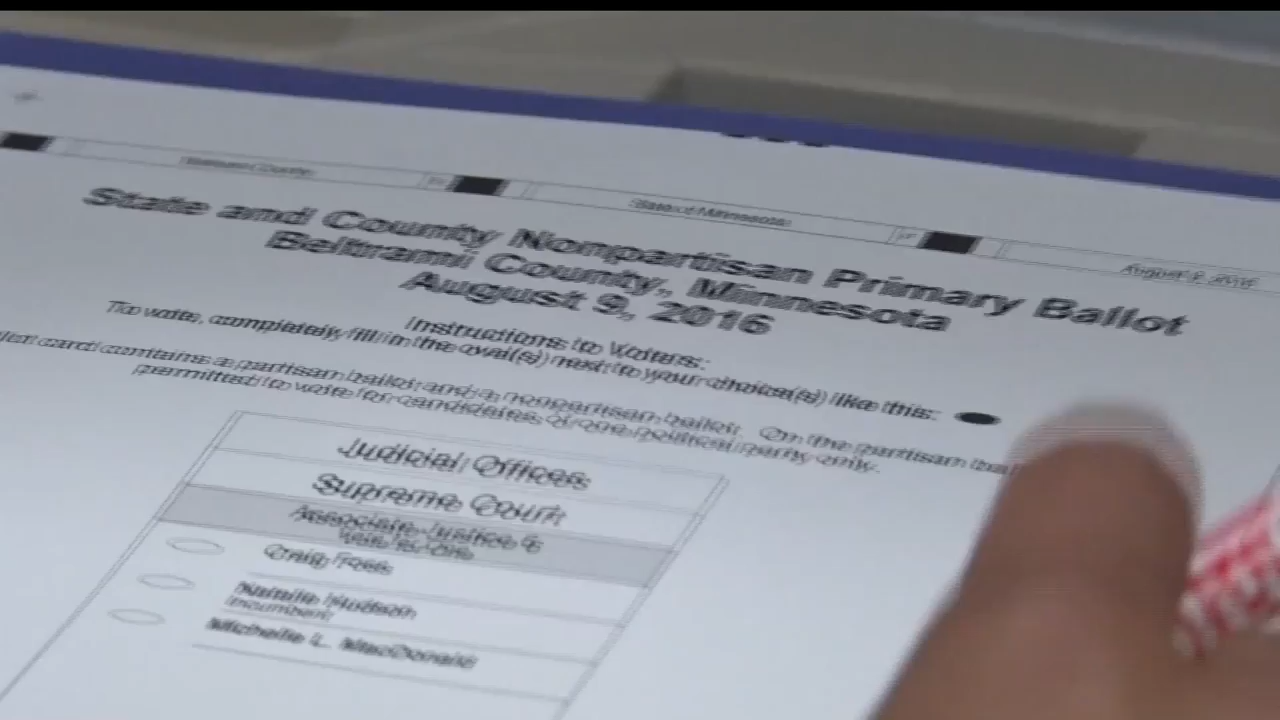 Beltrami County
State of Minnesota
August 9, 2016
State and County Nonpartisan Primary Ballot
Beltrami County, Minnesota
August 9, 2016
Instructions to Voters:
To vote, completely fill in the oval(s) next to your choice(s) like this:
ballot card contains a partisan ballot and a nonpartisan ballot. On the partisan
permitted to vote for candidates of one political party only.
Judicial Offices
Supreme Court
Associate Justice 6
Vote for One
Craig Foss
Natalie Hudson
Incumbent
Michelle L. MacDonald